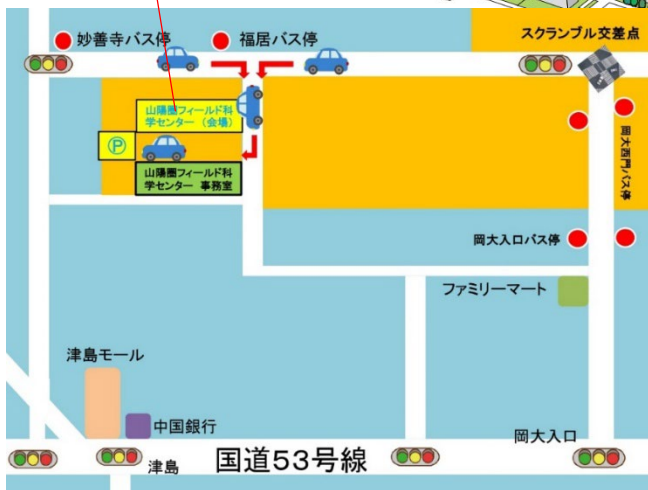 スクランブル交差点
妙善寺バス停
福居バス停
山陽圏フィールド科
学センター（会場）
Ⓟ
山陽圏フィールド科
学センター 事務室
岡大西門バス停
岡大入口バス停
ファミリーマート
津島モール
中国銀行
岡大入口
津島
国道53号線